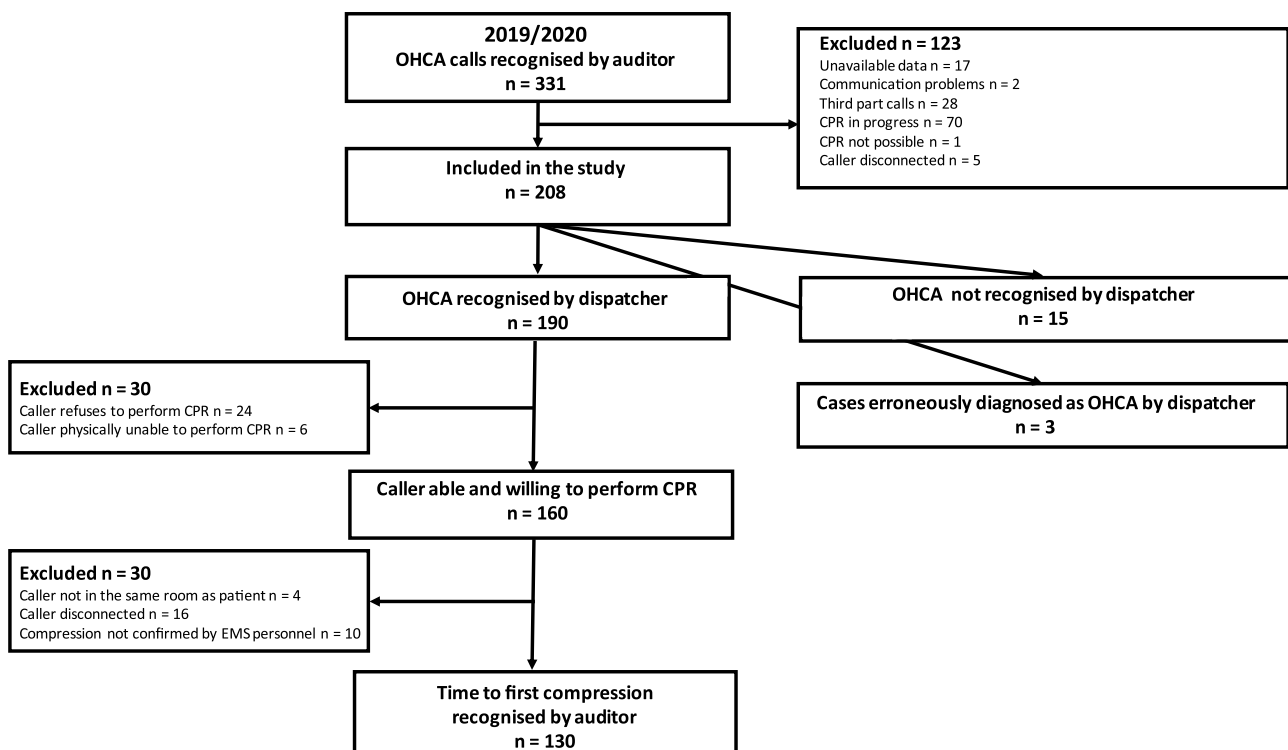 2019/2020
OHCA calls recognised by auditor
n = 331
Excluded n = 123
Unavailable data n = 17
Communication problems n = 2
Third part calls n = 28
CPR in progress n = 70
CPR not possible n = 1
Caller disconnected n = 5
Included in the study
n = 208
OHCA recognised by dispatcher
n = 190
OHCA not recognised by dispatcher
n = 15
Cases erroneously diagnosed as OHCA by dispatcher
n = 3
Excluded n = 30
Caller refuses to perform CPR n = 24
Caller physically unable to perform CPR n = 6
Caller able and willing to perform CPR
n = 160
Excluded n = 30
Caller not in the same room as patient n = 4
Caller disconnected n = 16
Compression not confirmed by EMS personnel n = 10
Time to first compression
recognised by auditor
n = 130